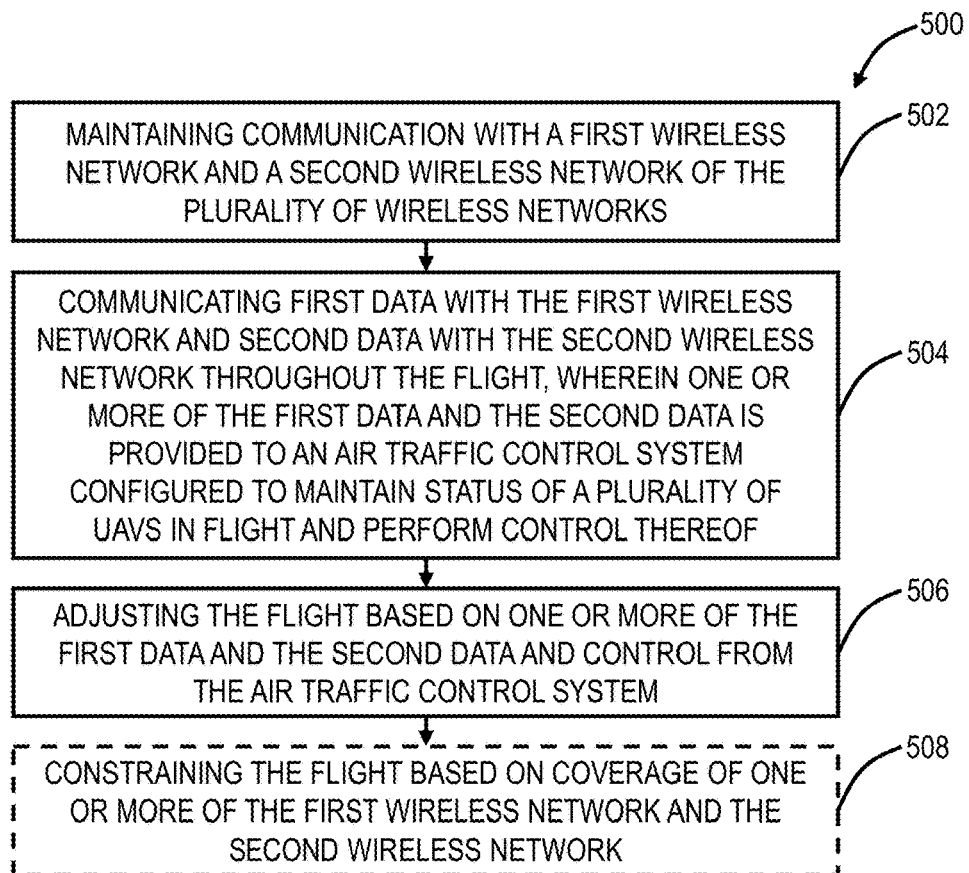 500
MAINTAINING COMMUNICATION WITH A FIRST WIRELESS
NETWORK AND A SECOND WIRELESS NETWORK OF THE
PLURALITY OF WIRELESS NETWORKS
502
COMMUNICATING FIRST DATA WITH THE FIRST WIRELESS
NETWORK AND SECOND DATA WITH THE SECOND WIRELESS
NETWORK THROUGHOUT THE FLIGHT, WHEREIN ONE OR
MORE OF THE FIRST DATA AND THE SECOND DATA IS
PROVIDED TO AN AIR TRAFFIC CONTROL SYSTEM
CONFIGURED TO MAINTAIN STATUS OF A PLURALITY OF
UAVS IN FLIGHT AND PERFORM CONTROL THEREOF
504
ADJUSTING THE FLIGHT BASED ON ONE OR MORE OF THE
FIRST DATA AND THE SECOND DATA AND CONTROL FROM
THE AIR TRAFFIC CONTROL SYSTEM
506
CONSTRAINING THE FLIGHT BASED ON COVERAGE OF ONE
OR MORE OF THE FIRST WIRELESS NETWORK AND THE
SECOND WIRELESS NETWORK
508